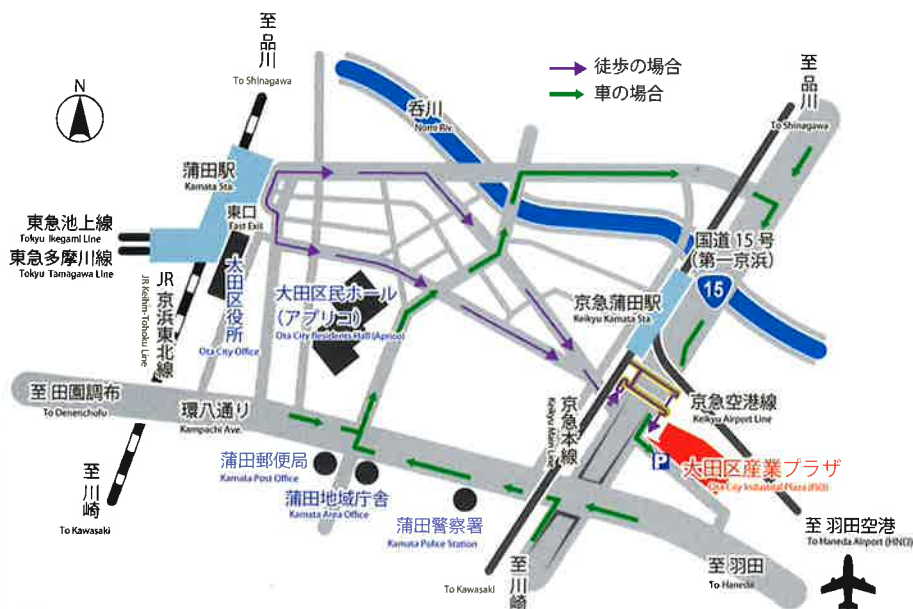 至 品川
To Shinagawa
N
徒歩の場合
車の場合
呑川
Nomi Riv.
至 品川
To Shinagawa
蒲田駅
Kamata Sta.
東口
East Exit
東急池上線
Tokyu Ikegami Line
東急多摩川線
Tokyu Tamagawa Line
JR 京浜東北線
JR Keihin-Tohoku Line
大田区役所
Ota City Office
大田区民ホール
(アプリコ)
Ota City Residents Hall (Aprico)
国道 15 号
(第一京浜)
15
京急蒲田駅
Keikyu Kamata Sta.
至 田園調布
To Denenchofu
環八通り
Kampachi Ave.
京急本線
Keikyu Main Line
京急空港線
Keikyu Airport Line
蒲田郵便局
Kamata Post Office
蒲田地域庁舎
Kamata Area Office
蒲田警察署
Kamata Police Station
P
大田区産業プラザ
Ota City Industrial Plaza (PiO)
至 川崎
To Kawasaki
To Kawasaki
至 川崎
至 羽田
To Haneda
至 羽田空港
To Haneda Airport (HND)